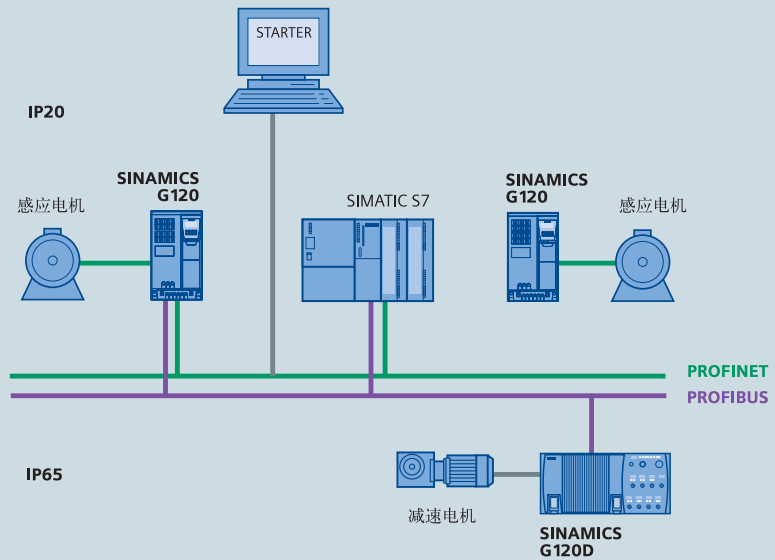 STARTER
IP20
SINAMICS
G120
感应电机
SIMATIC S7
SINAMICS
G120
感应电机
PROFINET
PROFIBUS
IP65
减速电机
SINAMICS
G120D